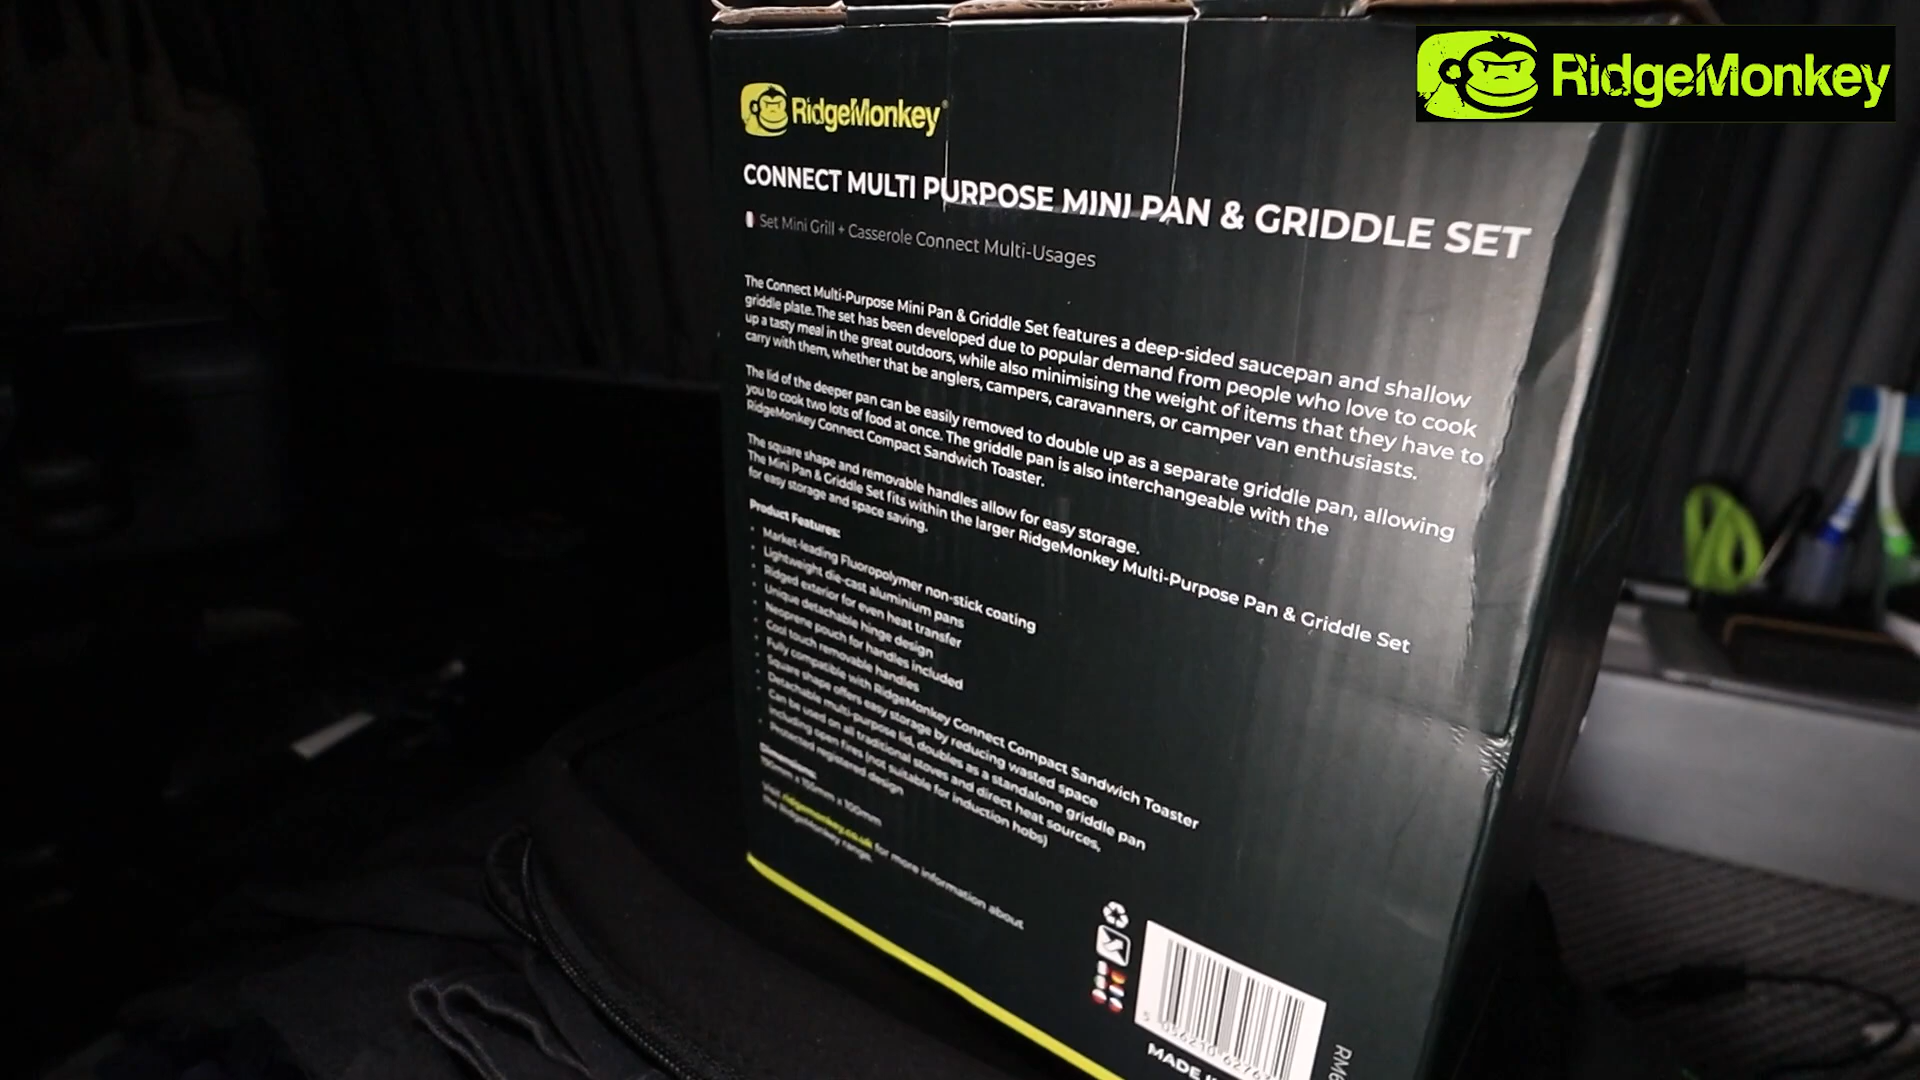 RidgeMonkey
RidgeMonkey®
CONNECT MULTI PURPOSE MINI PAN & GRIDDLE SET
Set Mini Grill + Casserole Connect Multi-Usages
The Connect Multi-Purpose Mini Pan & Griddle Set features a deep-sided saucepan and shallow
griddle plate. The set has been developed due to popular demand from people who love to cook
up a tasty meal in the great outdoors, while also minimising the weight of items that they have to
carry with them, whether that be anglers, campers, caravanners, or camper van enthusiasts.
The lid of the deeper pan can be easily removed to double up as a separate griddle pan, allowing
you to cook two lots of food at once. The griddle pan is also interchangeable with the
RidgeMonkey Connect Compact Sandwich Toaster.
The square shape and removable handles allow for easy storage.
The Mini Pan & Griddle Set fits within the larger RidgeMonkey Multi-Purpose Pan & Griddle Set
for easy storage and space saving.
Product Features:
• Market-leading Fluoropolymer non-stick coating
• Lightweight die-cast aluminium pans
• Ridged exterior for even heat transfer
• Unique detachable hinge design
• Neoprene pouch for handles included
• Cool touch removable handles
• Fully compatible with RidgeMonkey Connect Compact Sandwich Toaster
• Square shape offers easy storage by reducing wasted space
• Detachable multi-purpose lid, doubles as a standalone griddle pan
• Can be used on all traditional stoves and direct heat sources,
including open fires (not suitable for induction hobs)
• Protected registered design
Dimensions:
x 100mm
Visit ridgemonkey.co.uk for more information about
the RidgeMonkey range.
MADE